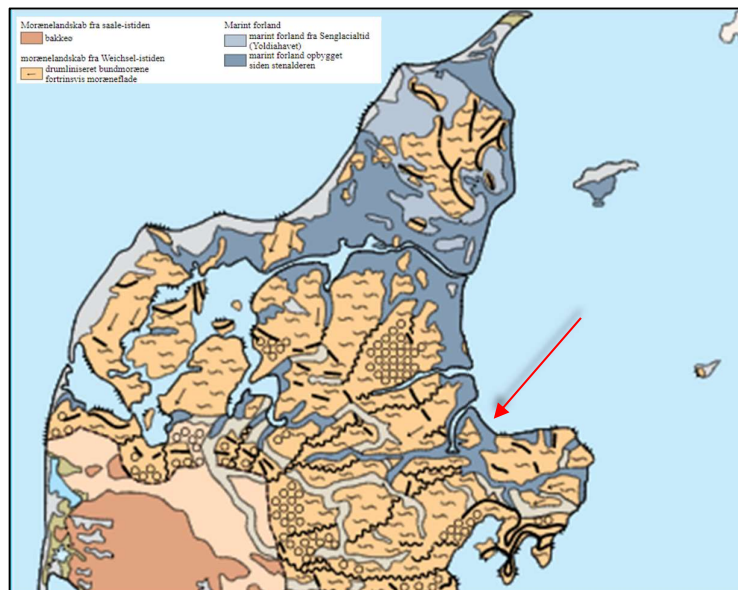 Morænelandskab fra saale-istiden
bakkeø
morænelandskab fra Weichsel-istiden
drumliniseret bundmoræne
fortrinsvis moræneflade
Marint forland
marint forland fra Senglacialtid
(Yoldiahavet)
marint forland opbygget
siden stenalderen